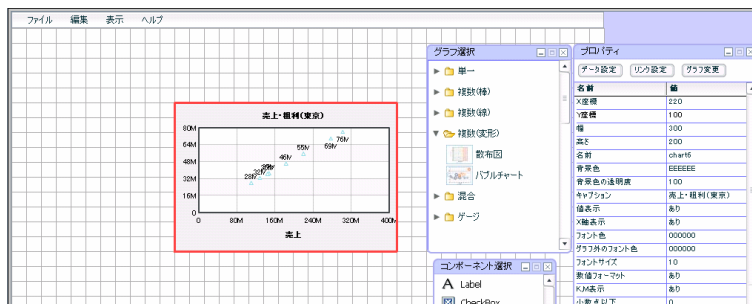 ファイル 編集 表示 ヘルプ
グラフ選択
単一
複数(棒)
複数(線)
複数(変形)
散布図
バブルチャート
混合
ゲージ
コンポーネント選択
Label
CheckBox
プロパティ
データ設定 リンク設定 グラフ変更
名前 値
X座標 220
Y座標 100
幅 300
高さ 200
名前 chart6
背景色 EEEEEE
背景色の透明度 100
キャプション 売上・粗利(東京)
値表示 あり
X軸表示 あり
フォント色 000000
グラフ外のフォント色 000000
フォントサイズ 10
数値フォーマット あり
K,M表示 あり
小数点以下 0
売上・粗利(東京)
80M
64M
48M
32M
16M
0 80M 160M 240M 320M 400M
28M
46M
55M
69M
76M
売上